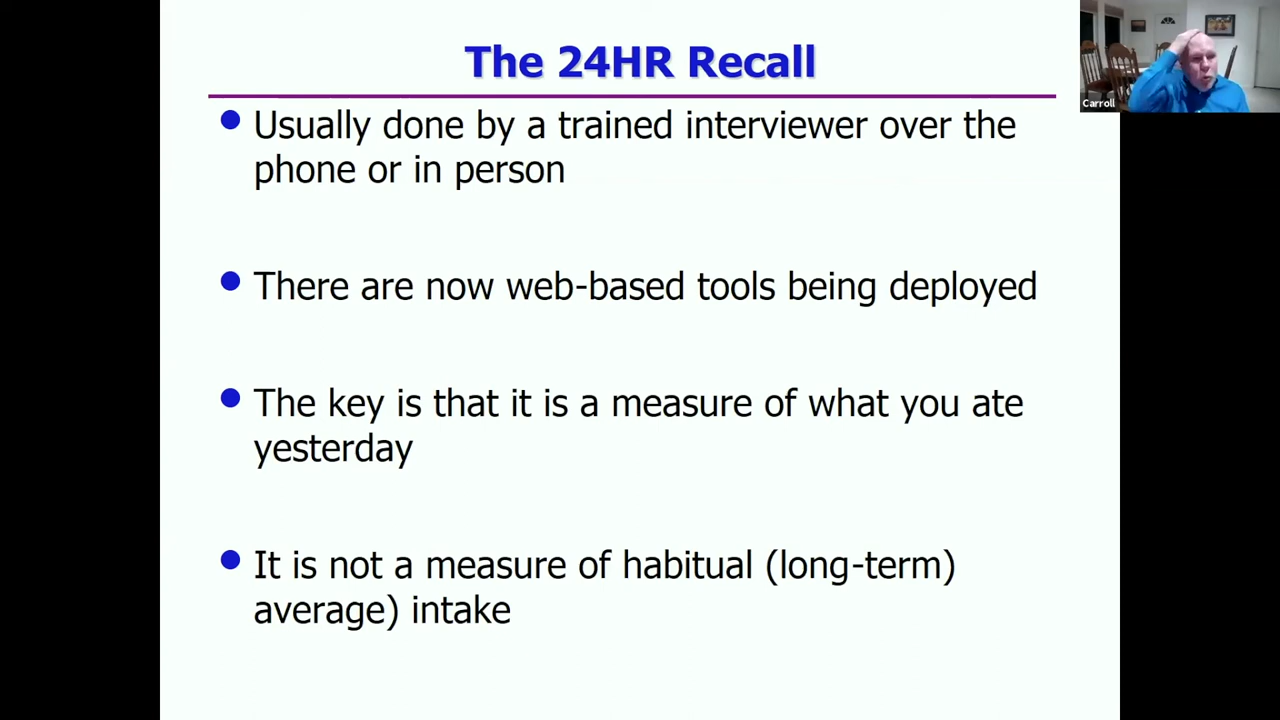 The 24HR Recall
Carroll
Usually done by a trained interviewer over the
phone or in person
There are now web-based tools being deployed
The key is that it is a measure of what you ate
yesterday
It is not a measure of habitual (long-term)
average) intake